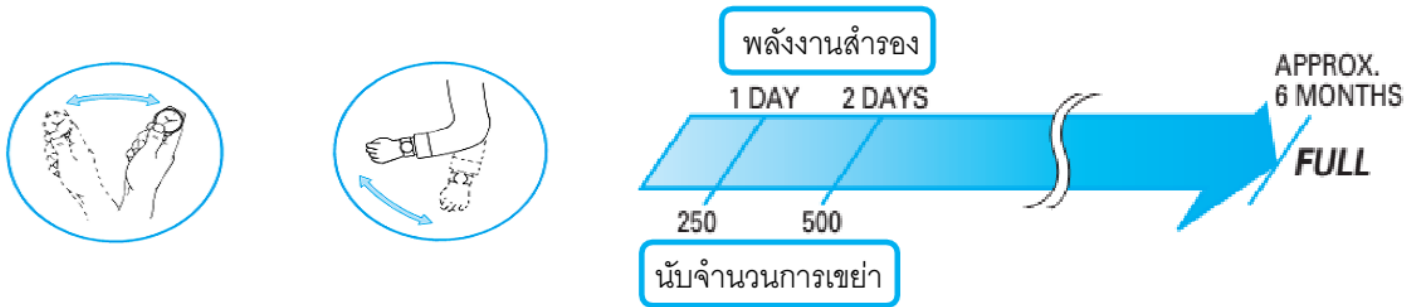 พลังงานสำรอง
1 DAY
2 DAYS
APPROX.
6 MONTHS
FULL
250
500
นับจำนวนการเขย่า